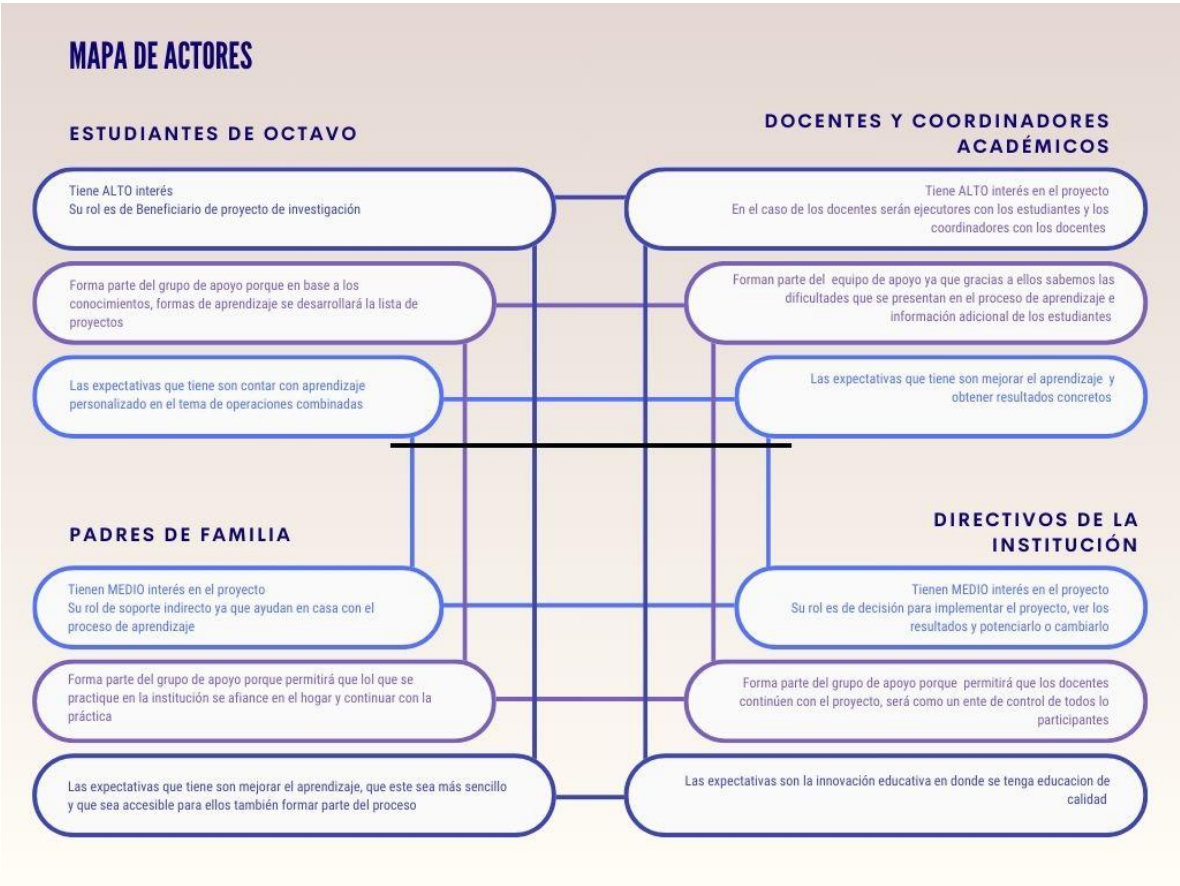 MAPA DE ACTORES
ESTUDIANTES DE OCTAVO
Tiene ALTO interés
Su rol es de Beneficiario de proyecto de investigación
Forma parte del grupo de apoyo porque en base a los
conocimientos, formas de aprendizaje se desarrollará la lista de
proyectos
Las expectativas que tiene son contar con aprendizaje
personalizado en el tema de operaciones combinadas
DOCENTES Y COORDINADORES
ACADÉMICOS
Tiene ALTO interés en el proyecto
En el caso de los docentes serán ejecutores con los estudiantes y los
coordinadores con los docentes
Forman parte del equipo de apoyo ya que gracias a ellos sabemos las
dificultades que se presentan en el proceso de aprendizaje e
información adicional de los estudiantes
Las expectativas que tiene son mejorar el aprendizaje y
obtener resultados concretos
PADRES DE FAMILIA
Tienen MEDIO interés en el proyecto
Su rol de soporte indirecto ya que ayudan en casa con el
proceso de aprendizaje
Forma parte del grupo de apoyo porque permitirá que lol que se
practique en la institución se afiance en el hogar y continuar con la
práctica
Las expectativas que tiene son mejorar el aprendizaje, que este sea más sencillo
y que sea accesible para ellos también formar parte del proceso
DIRECTIVOS DE LA
INSTITUCIÓN
Tienen MEDIO interés en el proyecto
Su rol es de decisión para implementar el proyecto, ver los
resultados y potenciarlo o cambiarlo
Forma parte del grupo de apoyo porque permitirá que los docentes
continúen con el proyecto, será como un ente de control de todos lo
participantes
Las expectativas son la innovación educativa en donde se tenga educacion de
calidad